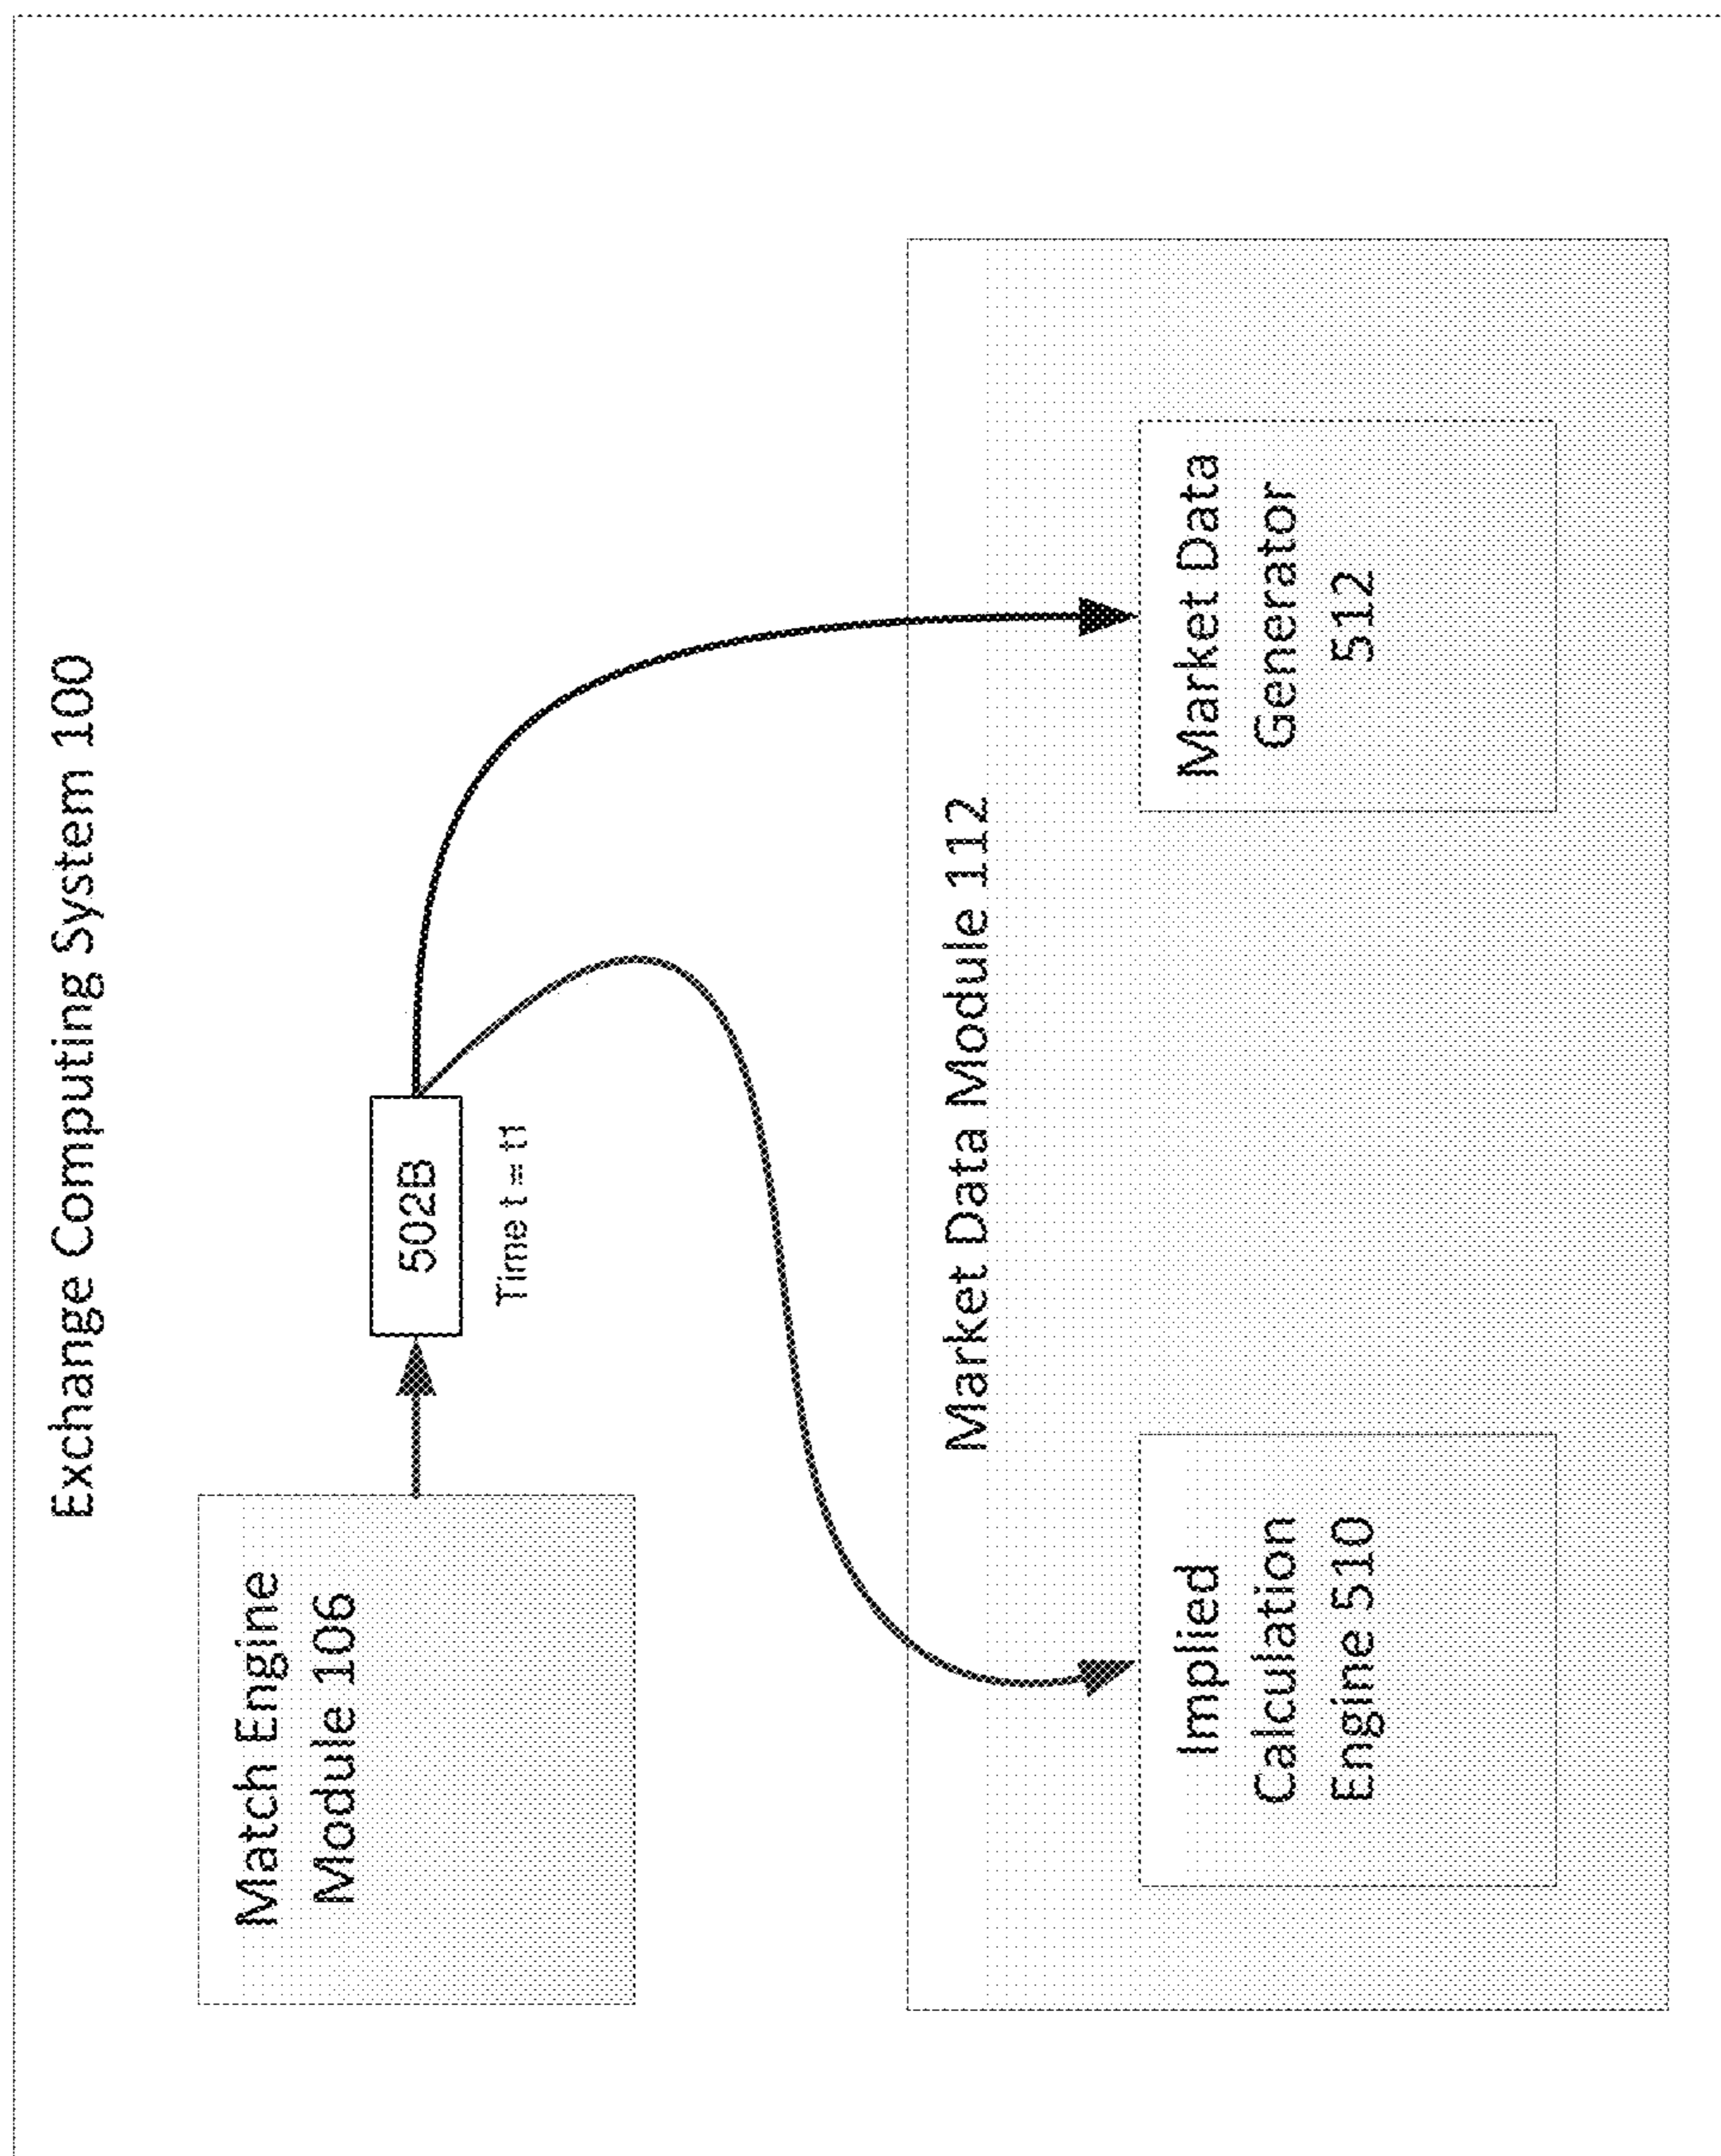 Exchange Computing System 100
Match Engine
Module 106
502B
Time t = t1
Market Data Module 112
Implied
Calculation
Engine 510
Market Data
Generator
512